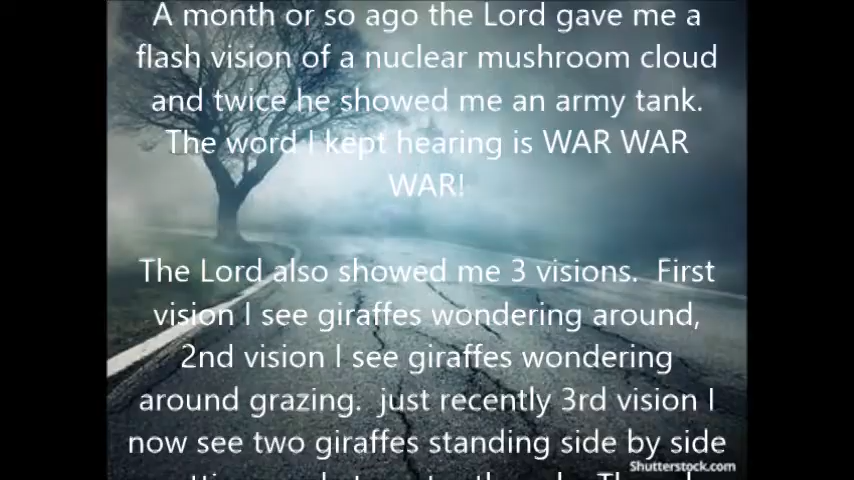 A month or so ago the Lord gave me a
flash vision of a nuclear mushroom cloud
and twice he showed me an army tank.
The word I kept hearing is WAR WAR
WAR!
The Lord also showed me 3 visions.  First
vision I see giraffes wondering around,
2nd vision I see giraffes wondering
around grazing.  just recently 3rd vision I
now see two giraffes standing side by side
Shutterstock.com